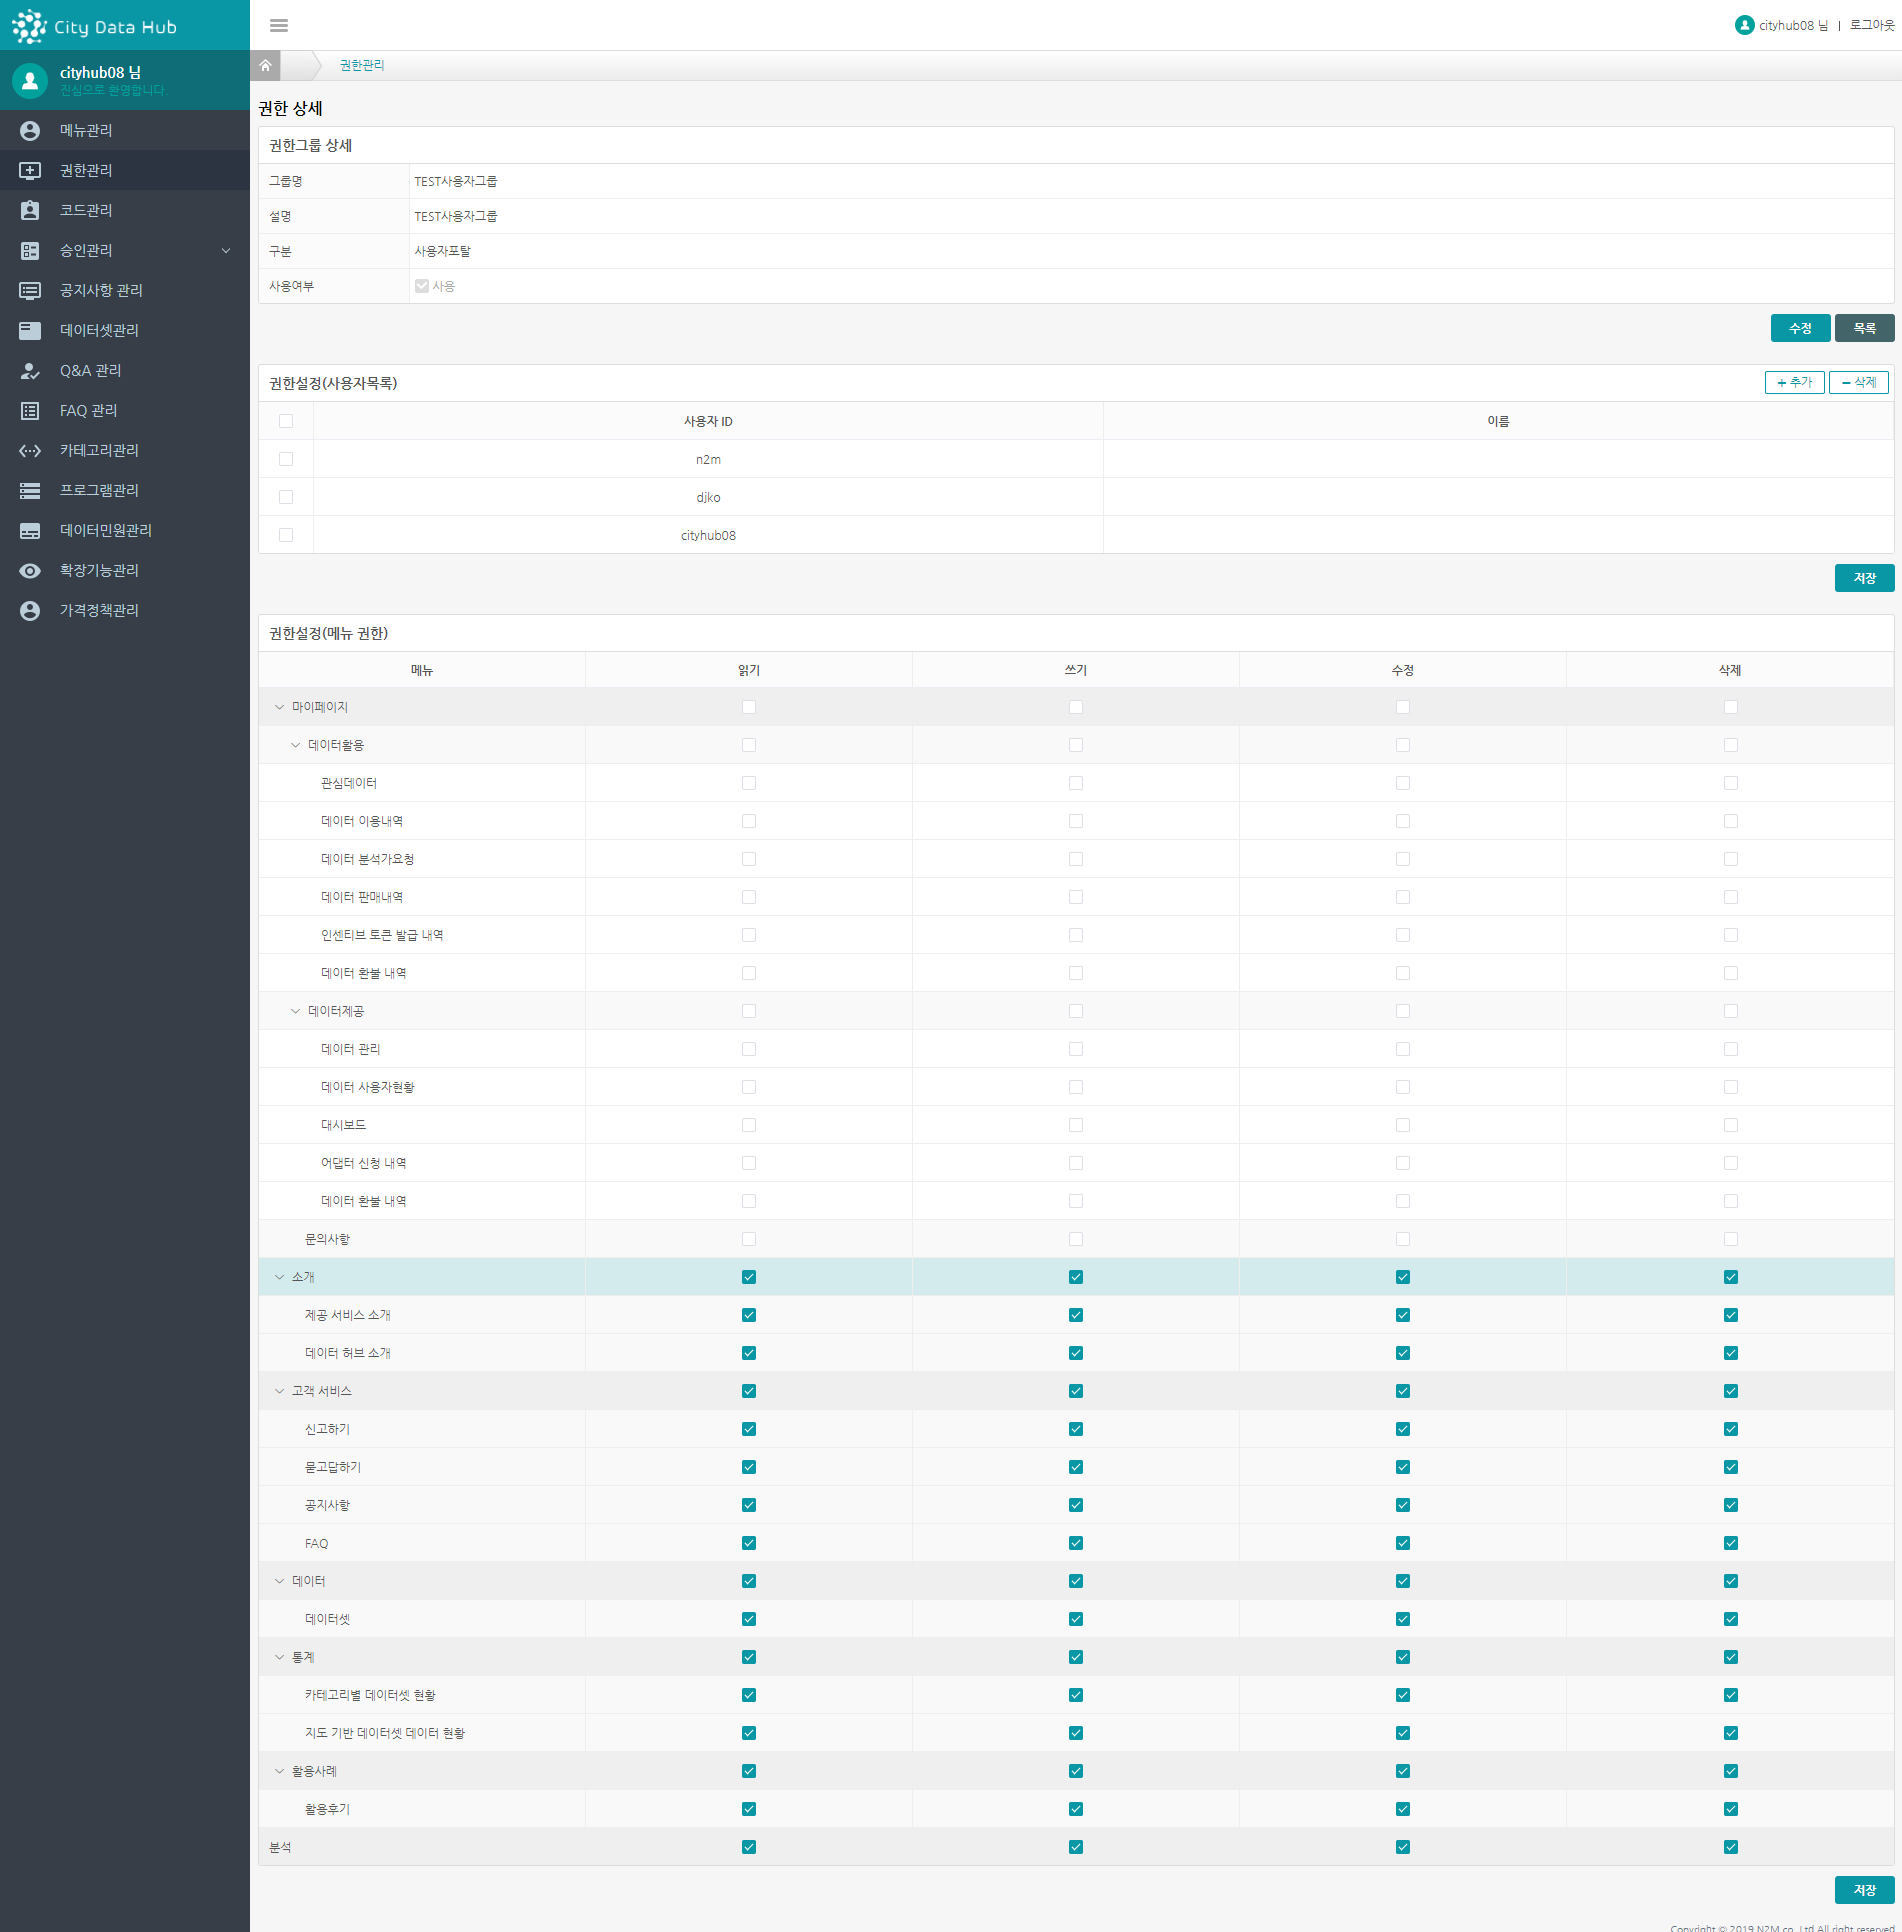 City Data Hub
cityhub08 님 | 로그아웃
cityhub08 님
진심으로 환영합니다.
메뉴관리
권한관리
코드관리
승인관리
공지사항 관리
데이터셋관리
Q&A 관리
FAQ 관리
카테고리관리
프로그램관리
데이터민원관리
확장기능관리
가격정책관리
권한관리
권한 상세
권한그룹 상세
그룹명 TEST사용자그룹
설명 TEST사용자그룹
구분 사용자포탈
사용여부 사용
수정 목록
권한설정(사용자목록) + 추가 − 삭제
사용자 ID 이름
n2m
djko
cityhub08
저장
권한설정(메뉴 권한)
메뉴 읽기 쓰기 수정 삭제
마이페이지
데이터활용
관심데이터
데이터 이용내역
데이터 분석가요청
데이터 판매내역
인센티브 토큰 발급 내역
데이터 환불 내역
데이터제공
데이터 관리
데이터 사용자현황
대시보드
어댑터 신청 내역
데이터 환불 내역
문의사항
소개
제공 서비스 소개
데이터 허브 소개
고객 서비스
신고하기
묻고답하기
공지사항
FAQ
데이터
데이터셋
통계
카테고리별 데이터셋 현황
지도 기반 데이터셋 데이터 현황
활용사례
활용후기
분석
저장
Copyright © 2019 N2M co., Ltd All right reserved